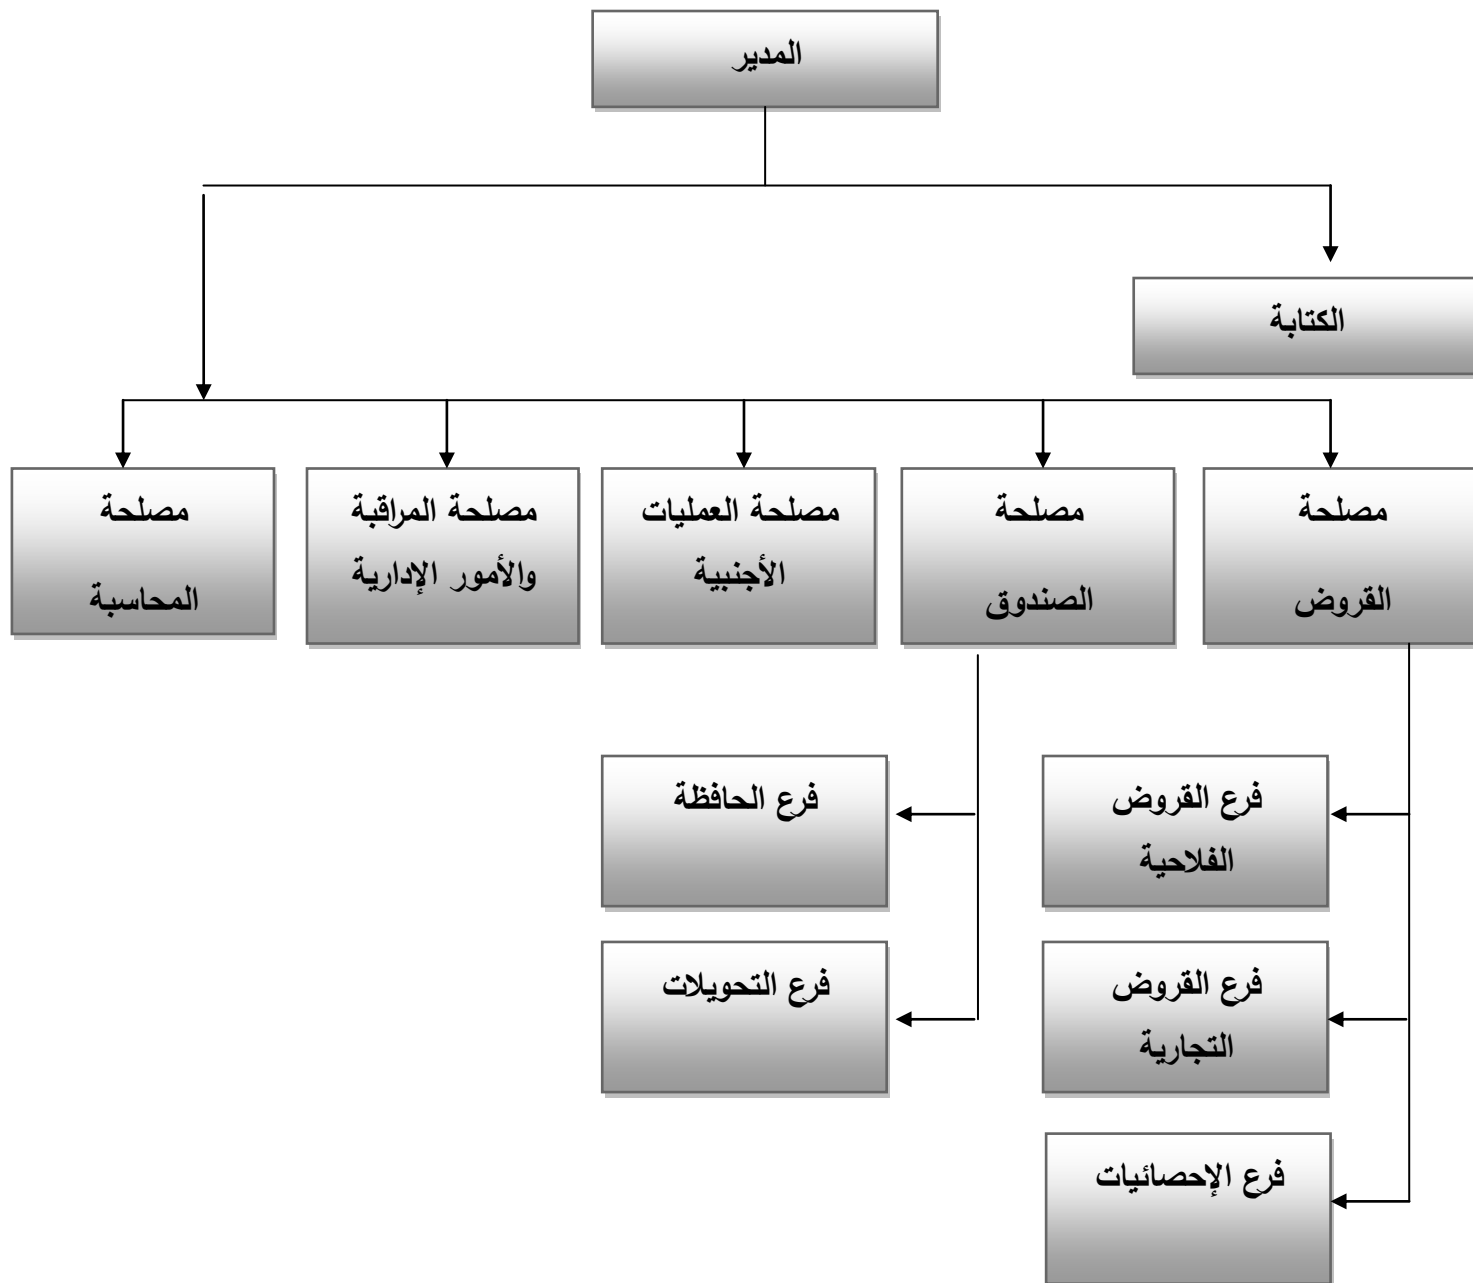 المدير
الكتابة
مصلحة
القروض
مصلحة
الصندوق
مصلحة العمليات
الأجنبية
مصلحة المراقبة
والأمور الإدارية
مصلحة
المحاسبة
فرع القروض
الفلاحية
فرع الحافظة
فرع القروض
التجارية
فرع التحويلات
فرع الإحصائيات